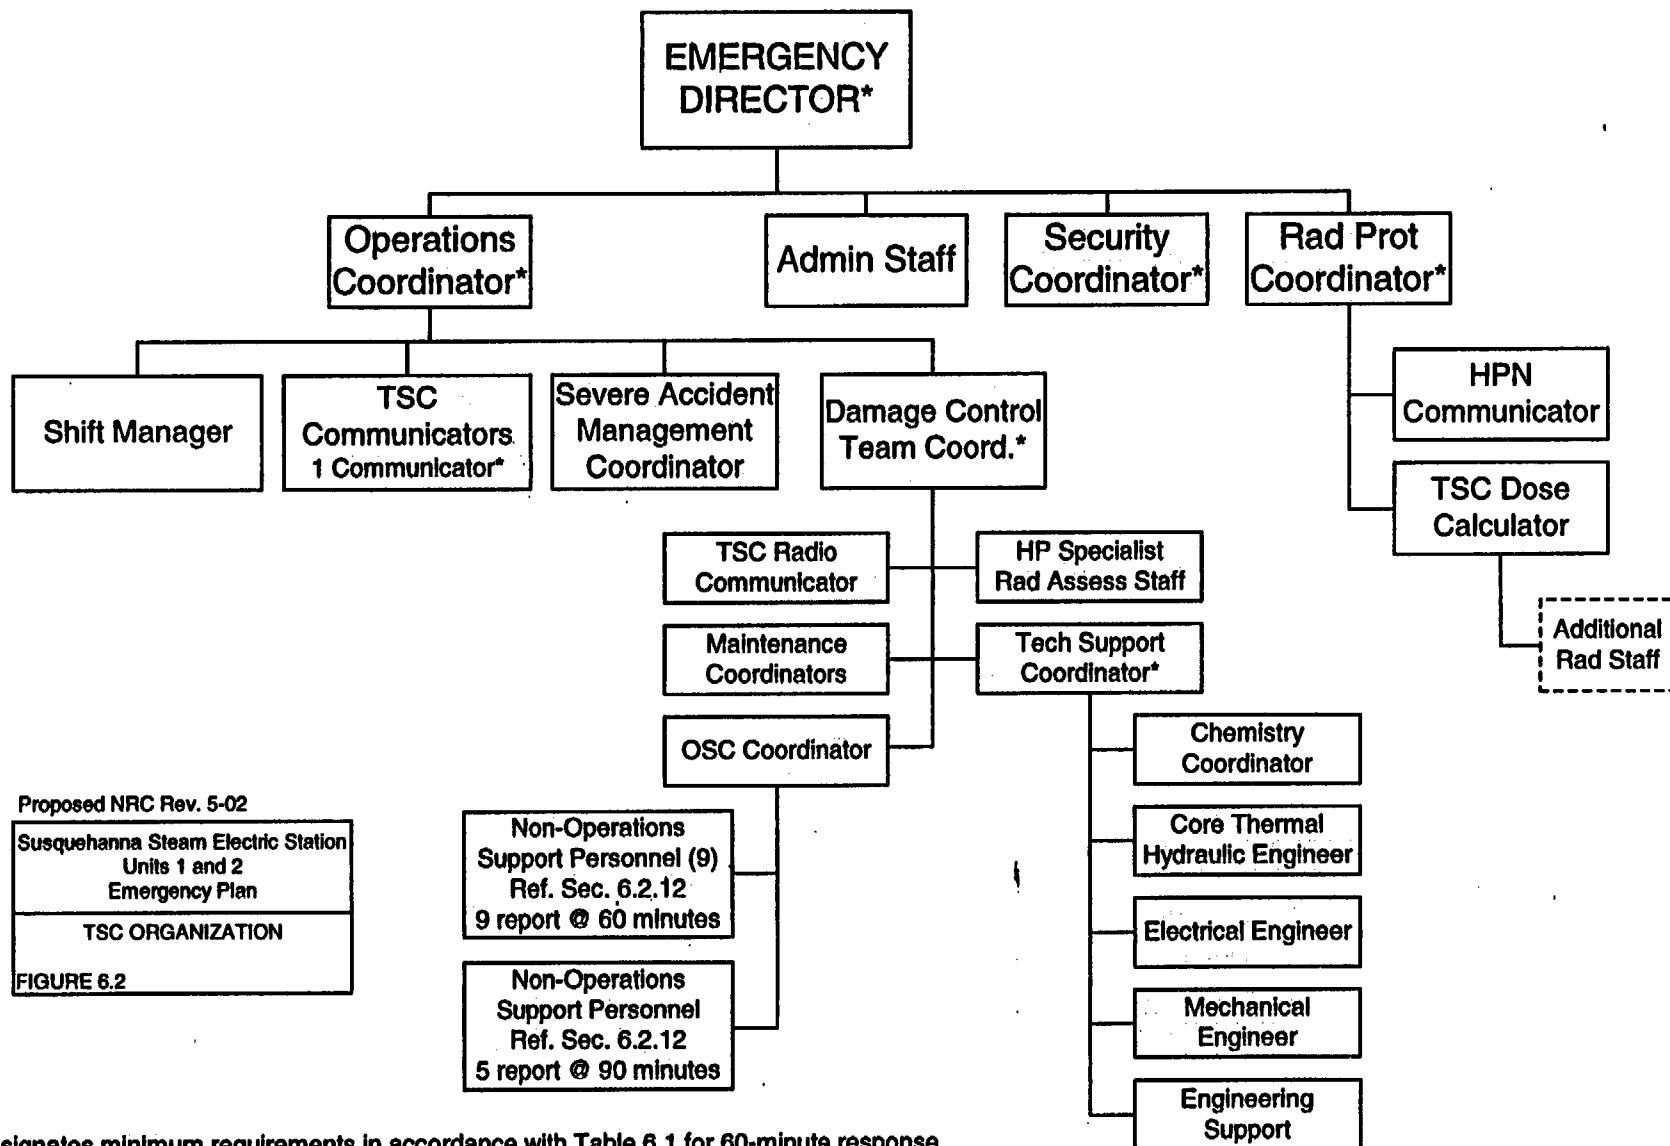 EMERGENCY
DIRECTOR*
Operations
Coordinator*
Admin Staff
Security
Coordinator*
Rad Prot
Coordinator*
Shift Manager
TSC
Communicators
1 Communicator*
Severe Accident
Management
Coordinator
Damage Control
Team Coord.*
HPN
Communicator
TSC Dose
Calculator
Additional
Rad Staff
TSC Radio
Communicator
HP Specialist
Rad Assess Staff
Maintenance
Coordinators
Tech Support
Coordinator*
OSC Coordinator
Chemistry
Coordinator
Core Thermal
Hydraulic Engineer
Electrical Engineer
Mechanical
Engineer
Engineering
Support
Non-Operations
Support Personnel (9)
Ref. Sec. 6.2.12
9 report @ 60 minutes
Non-Operations
Support Personnel
Ref. Sec. 6.2.12
5 report @ 90 minutes
Proposed NRC Rev. 5-02
Susquehanna Steam Electric Station
Units 1 and 2
Emergency Plan
TSC ORGANIZATION
FIGURE 6.2
signates minimum requirements in accordance with Table 6.1 for 60-minute response